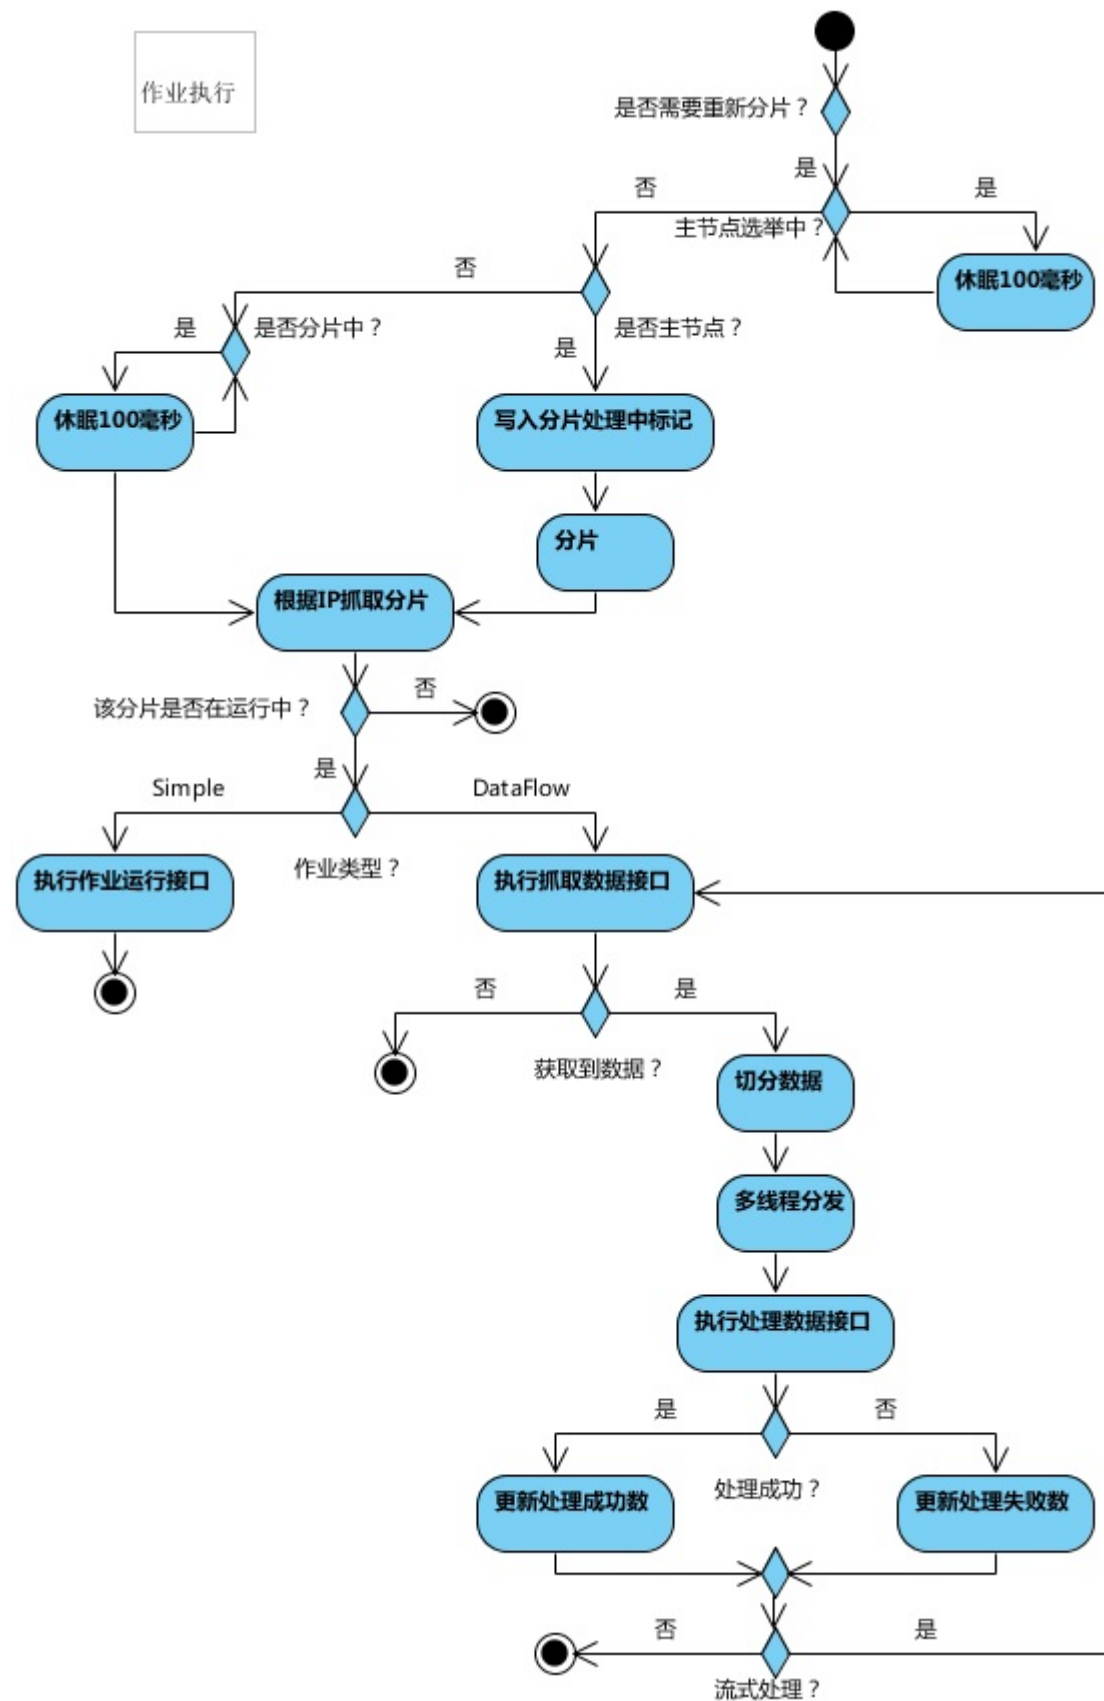 作业执行
是否需要重新分片？
是
否
是
主节点选举中？
休眠100毫秒
否
是否主节点？
是
是否分片中？
是
休眠100毫秒
写入分片处理中标记
分片
根据IP抓取分片
该分片是否在运行中？
否
是
Simple
DataFlow
作业类型？
执行作业运行接口
执行抓取数据接口
否
是
获取到数据？
切分数据
多线程分发
执行处理数据接口
是
否
处理成功？
更新处理成功数
更新处理失败数
否
是
流式处理？